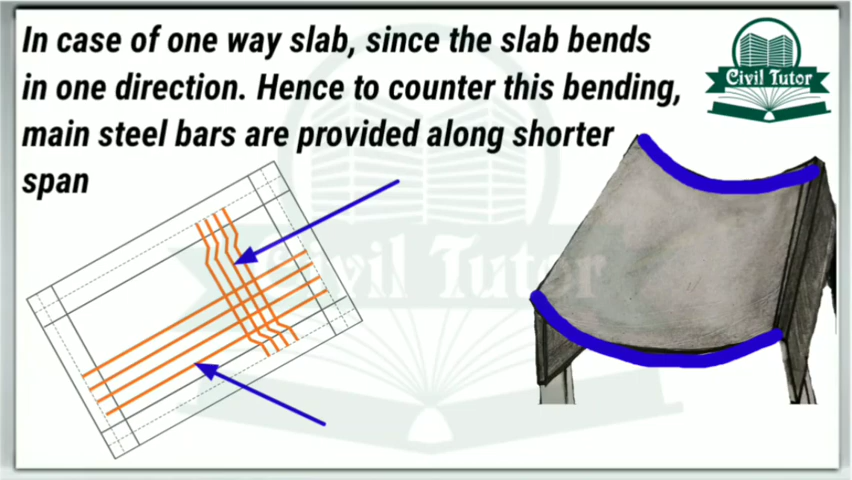 In case of one way slab, since the slab bends
in one direction. Hence to counter this bending,
main steel bars are provided along shorter
span
Civil Tutor
Civil Tutor